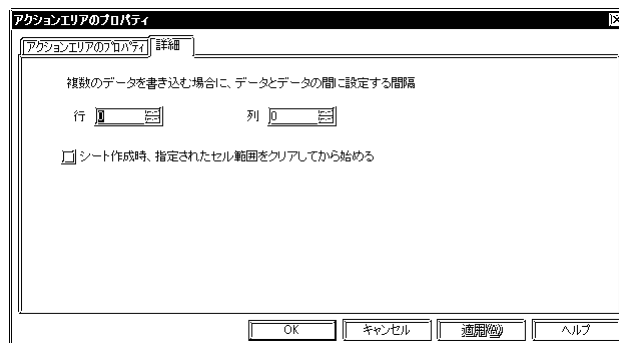 アクションエリアのプロパティ
アクションエリアのプロパティ 詳細
複数のデータを書き込む場合に、データとデータの間に設定する間隔
行 0 列 0
シート作成時、指定されたセル範囲をクリアしてから始める
OK キャンセル 適用(A) ヘルプ